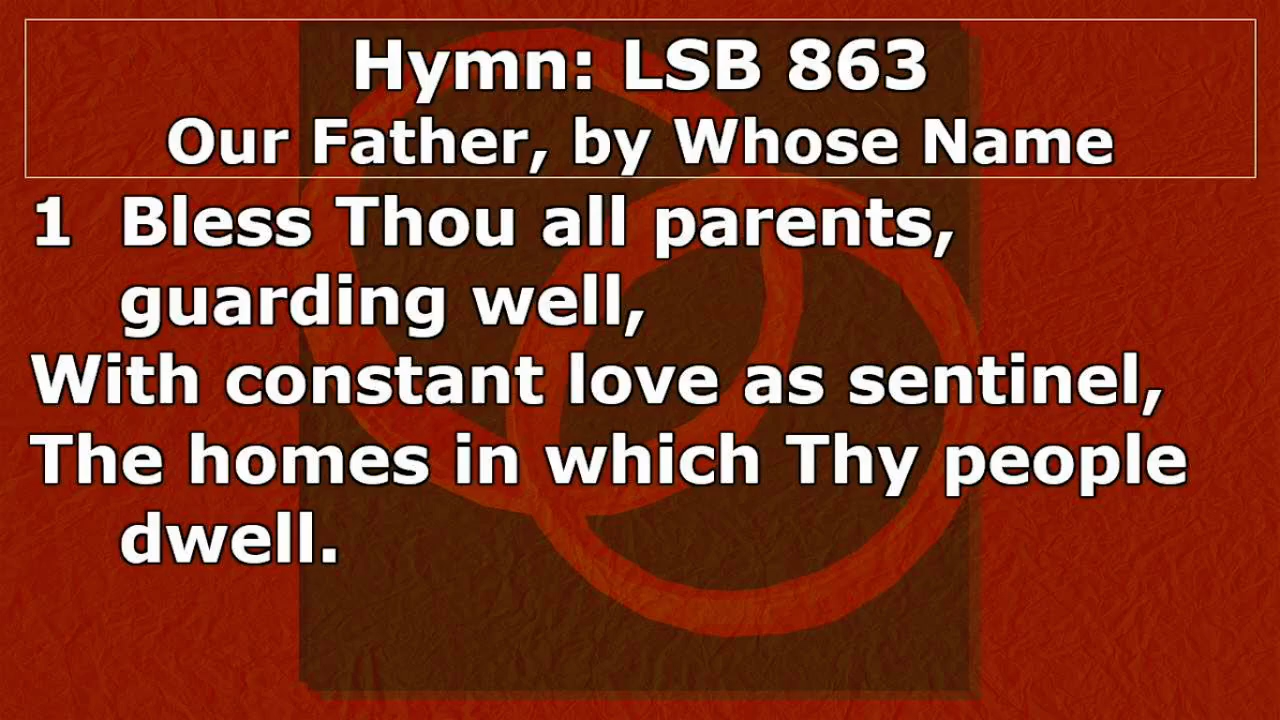 Hymn: LSB 863
Our Father, by Whose Name
1 Bless Thou all parents,
guarding well,
With constant love as sentinel,
The homes in which Thy people
dwell.